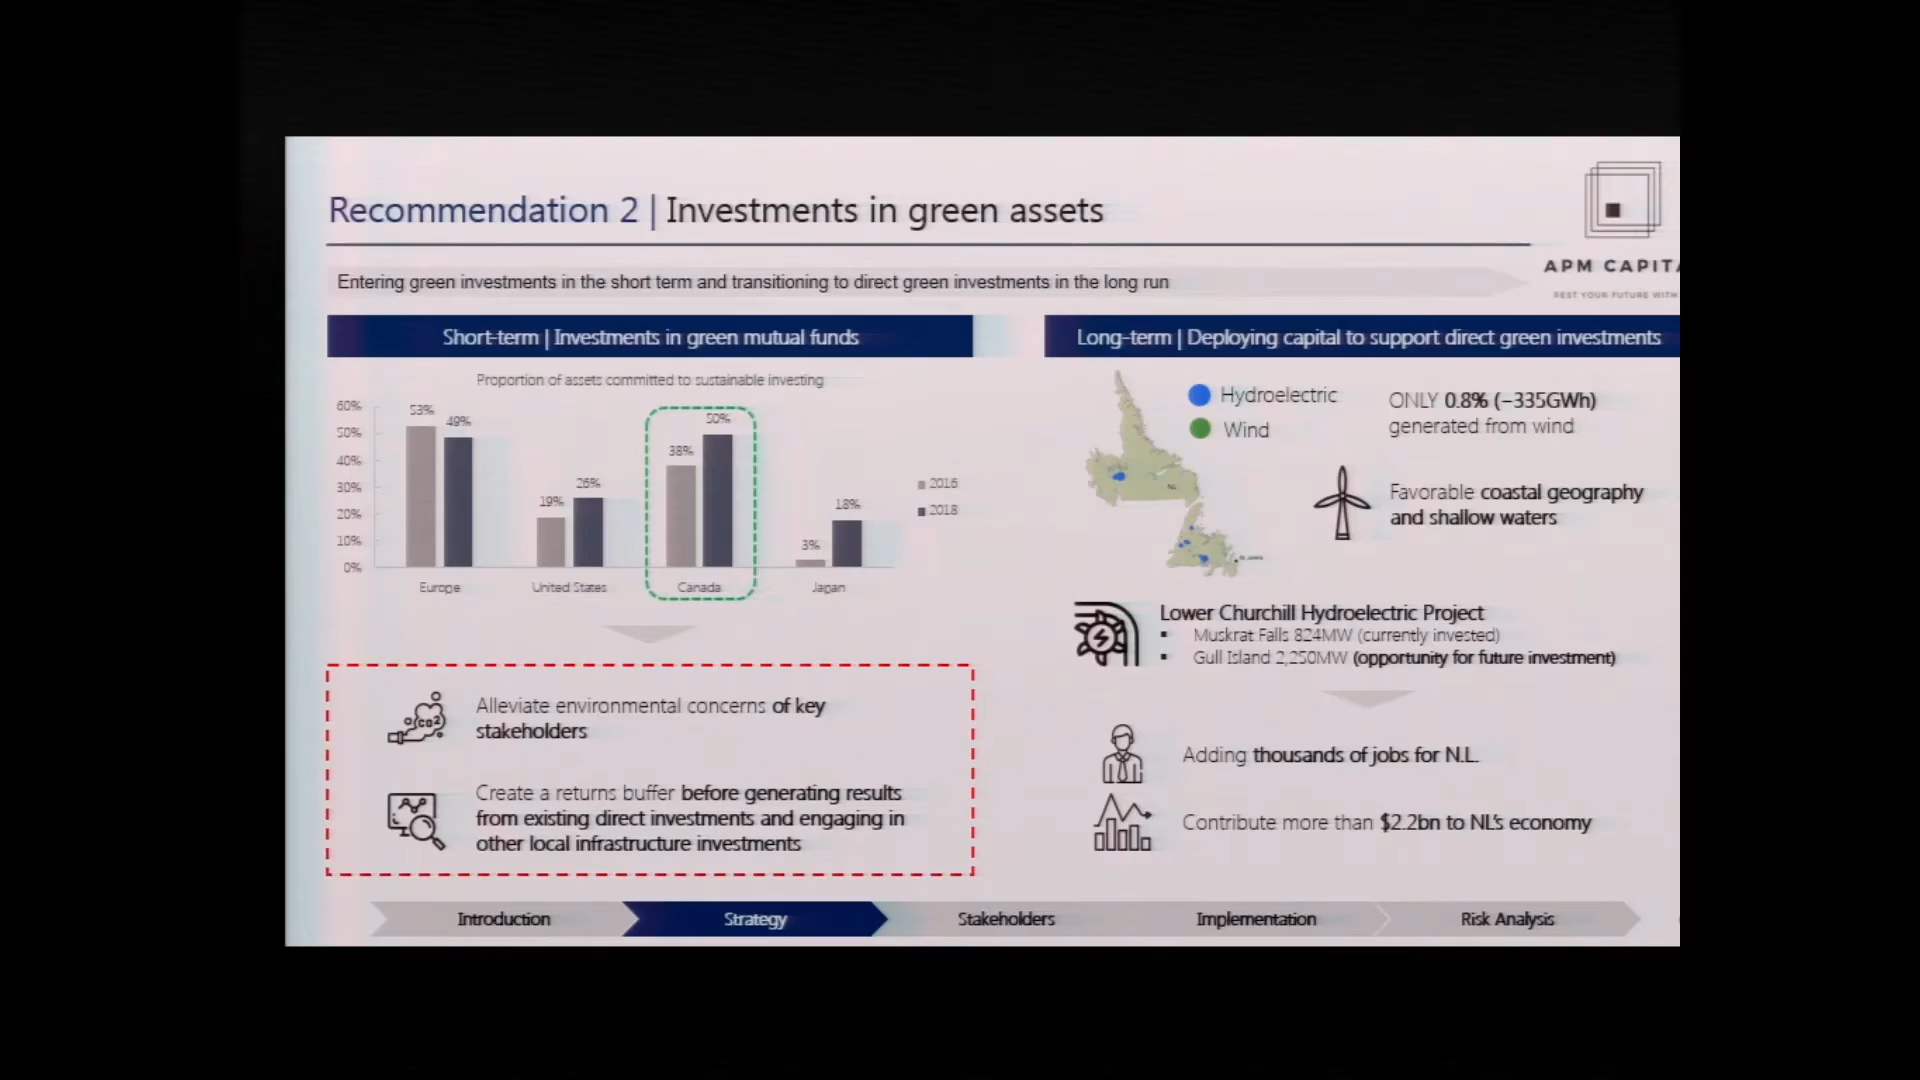 Recommendation 2 | Investments in green assets
APM CAPITA
REST YOUR FUTURE WITH
Entering green investments in the short term and transitioning to direct green investments in the long run
Short-term | Investments in green mutual funds
Proportion of assets committed to sustainable investing
60%
50%
40%
30%
20%
10%
0%
53%
49%
19%
26%
38%
50%
3%
18%
Europe
United States
Canada
Japan
2016
2018
Alleviate environmental concerns of key
stakeholders
Create a returns buffer before generating results
from existing direct investments and engaging in
other local infrastructure investments
Long-term | Deploying capital to support direct green investments
Hydroelectric
Wind
NL
ONLY 0.8% (~335GWh)
generated from wind
Favorable coastal geography
and shallow waters
Lower Churchill Hydroelectric Project
▪ Muskrat Falls 824MW (currently invested)
▪ Gull Island 2,250MW (opportunity for future investment)
CO2
Adding thousands of jobs for N.L.
Contribute more than $2.2bn to NL's economy
Introduction
Strategy
Stakeholders
Implementation
Risk Analysis